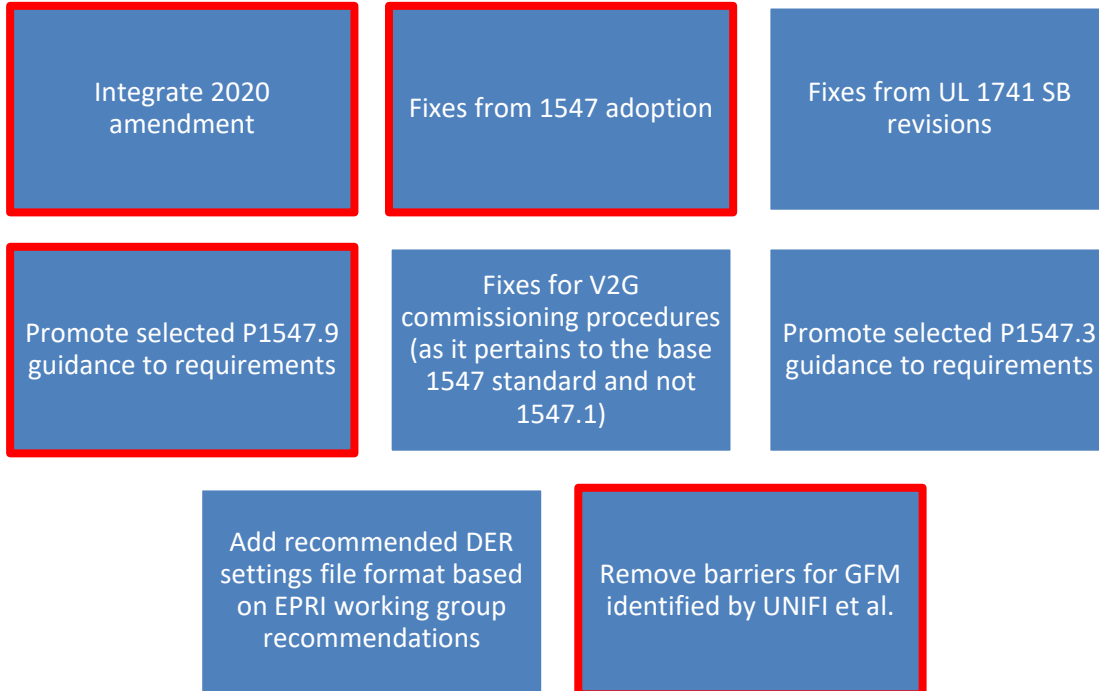 Integrate 2020
amendment
Fixes from 1547 adoption
Fixes from UL 1741 SB
revisions
Promote selected P1547.9
guidance to requirements
Fixes for V2G
commissioning procedures
(as it pertains to the base
1547 standard and not
1547.1)
Promote selected P1547.3
guidance to requirements
Add recommended DER
settings file format based
on EPRI working group
recommendations
Remove barriers for GFM
identified by UNIFI et al.